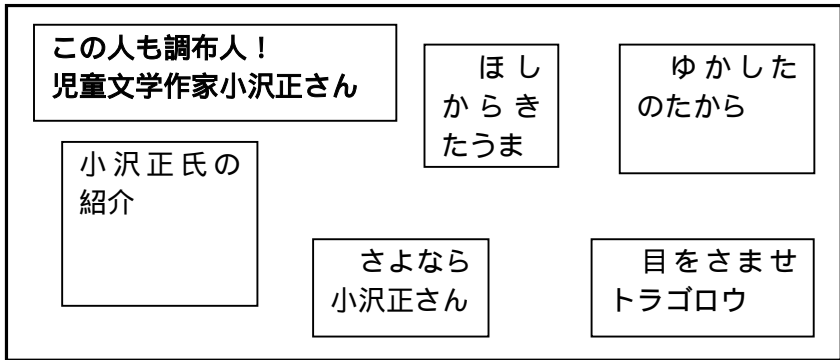 この人も調布人！
児童文学作家小沢正さん
小沢正氏の
紹介
ほし
からき
たうま
ゆかした
のたから
さよなら
小沢正さん
目をさませ
トラゴロウ